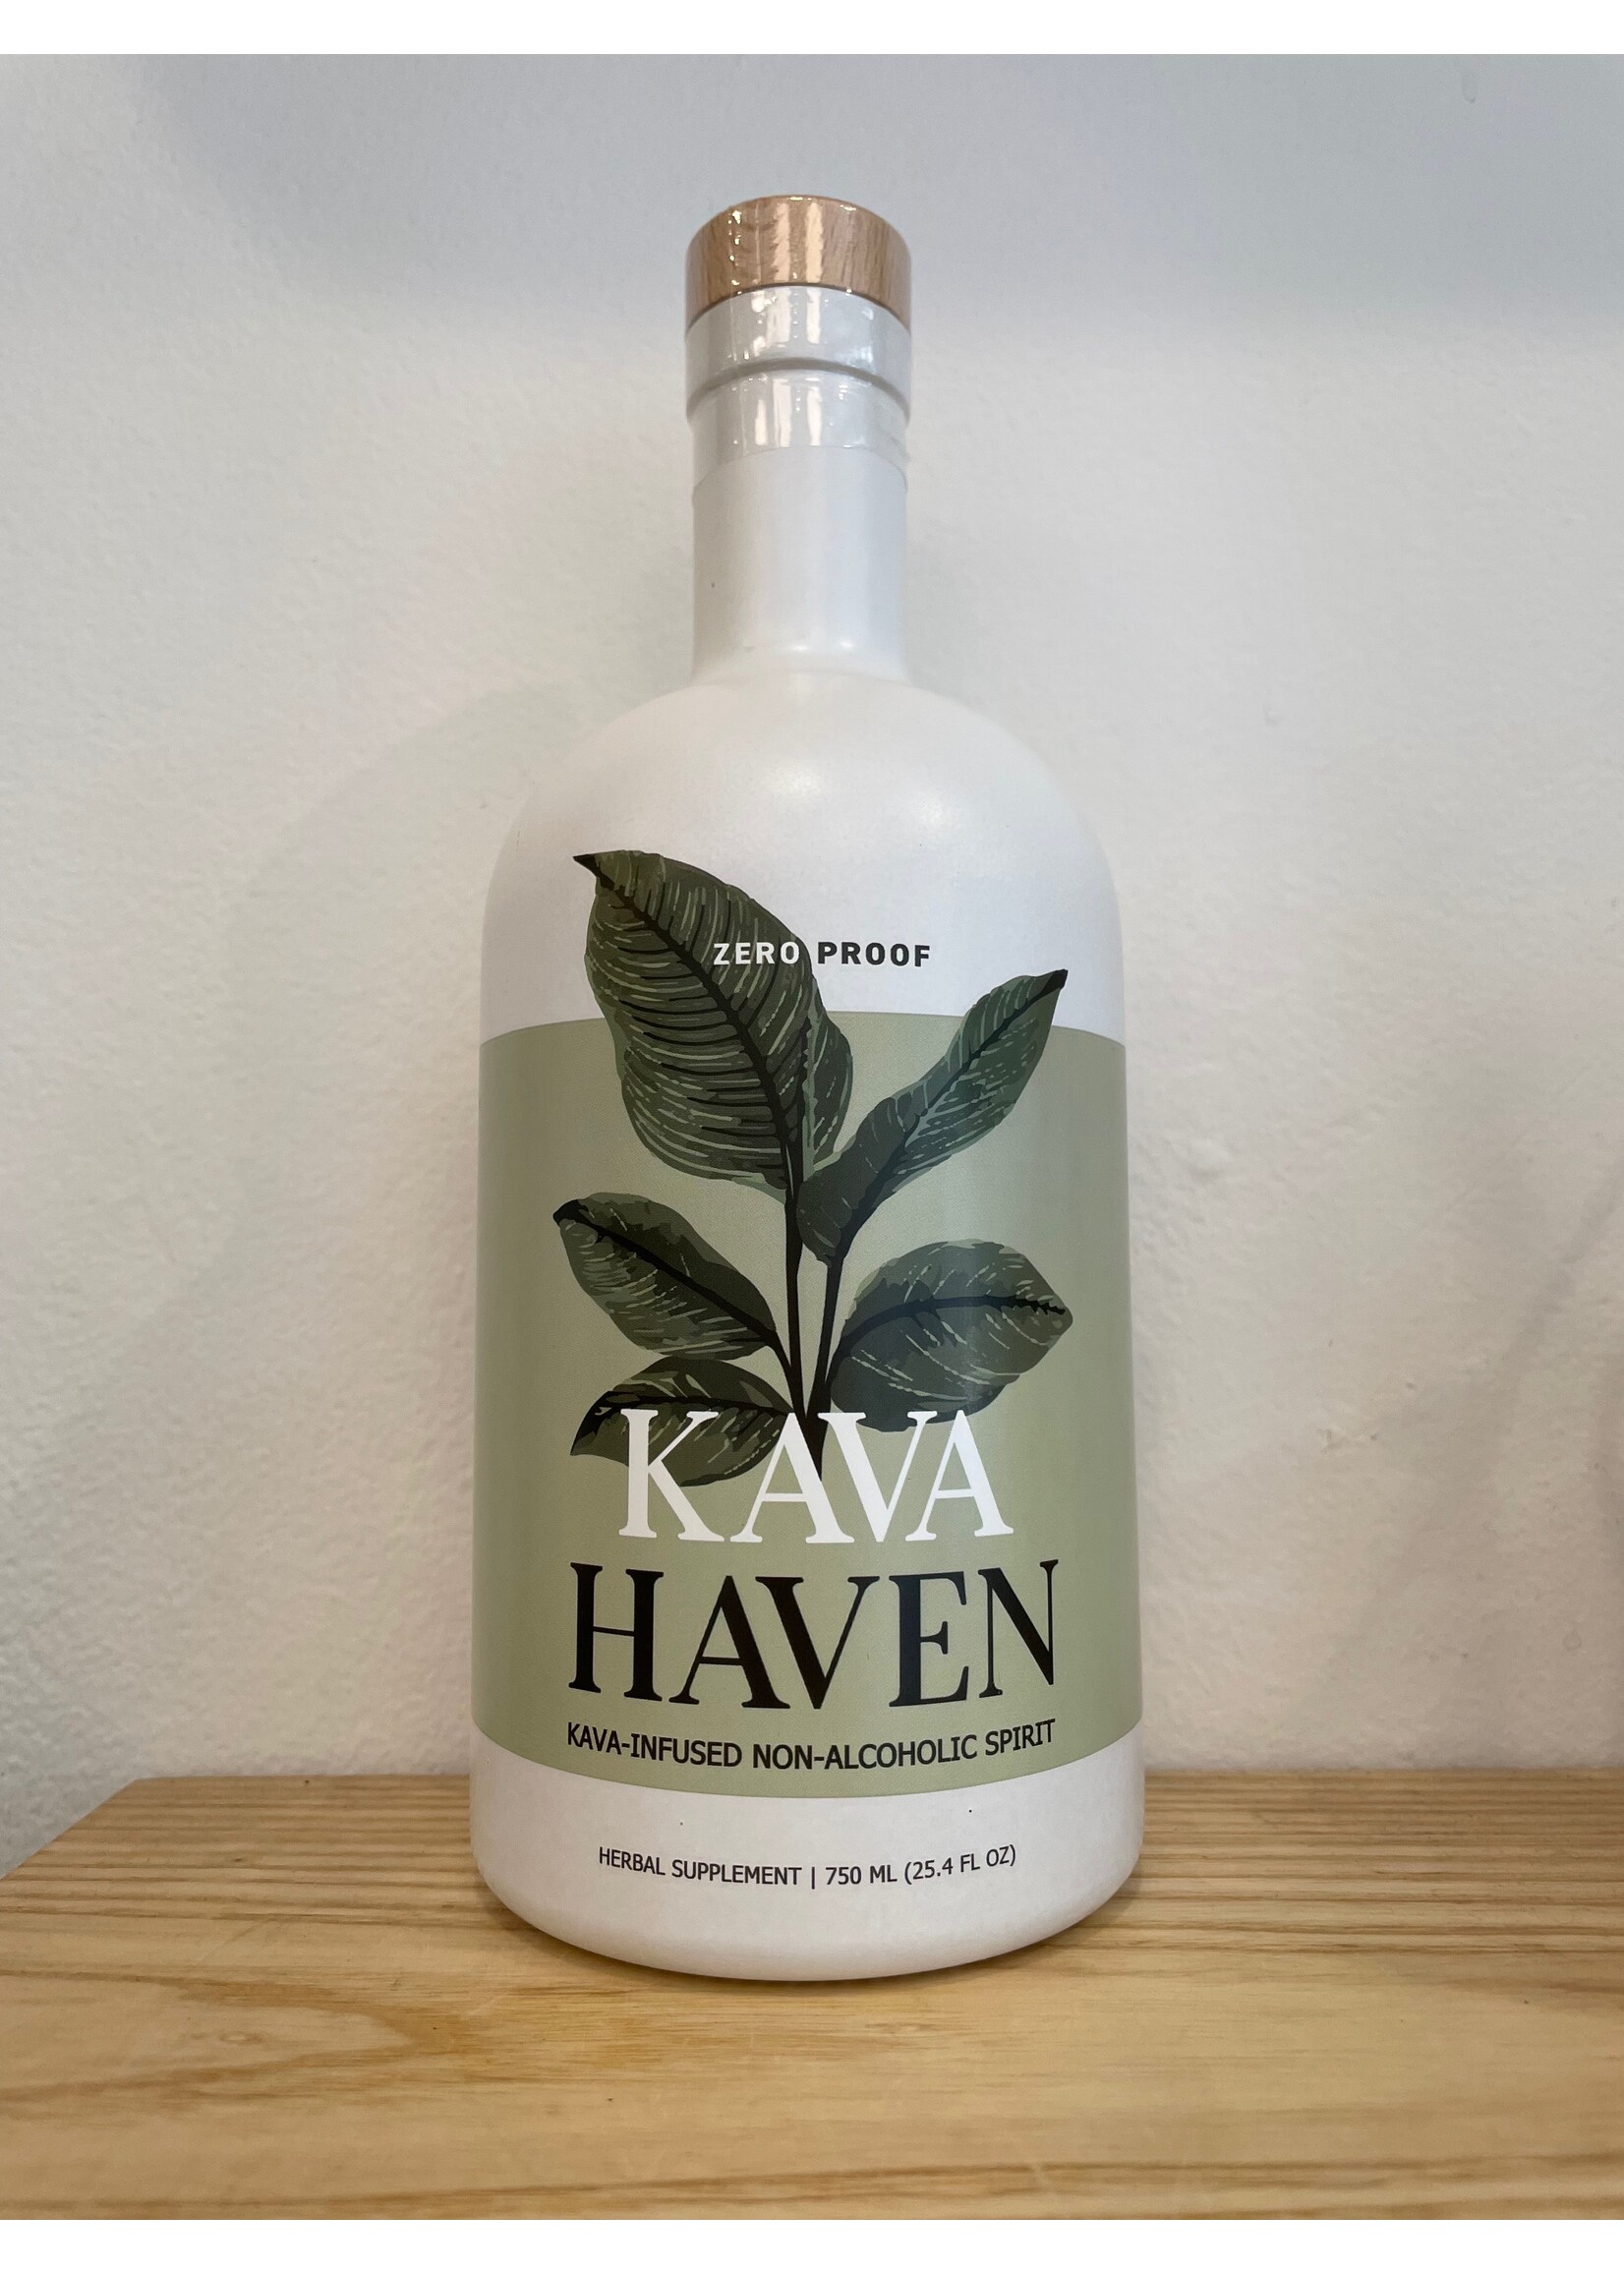 ZERO PROOF
KAVA
HAVEN
KAVA-INFUSED NON-ALCOHOLIC SPIRIT
HERBAL SUPPLEMENT | 750 ML (25.4 FL OZ)